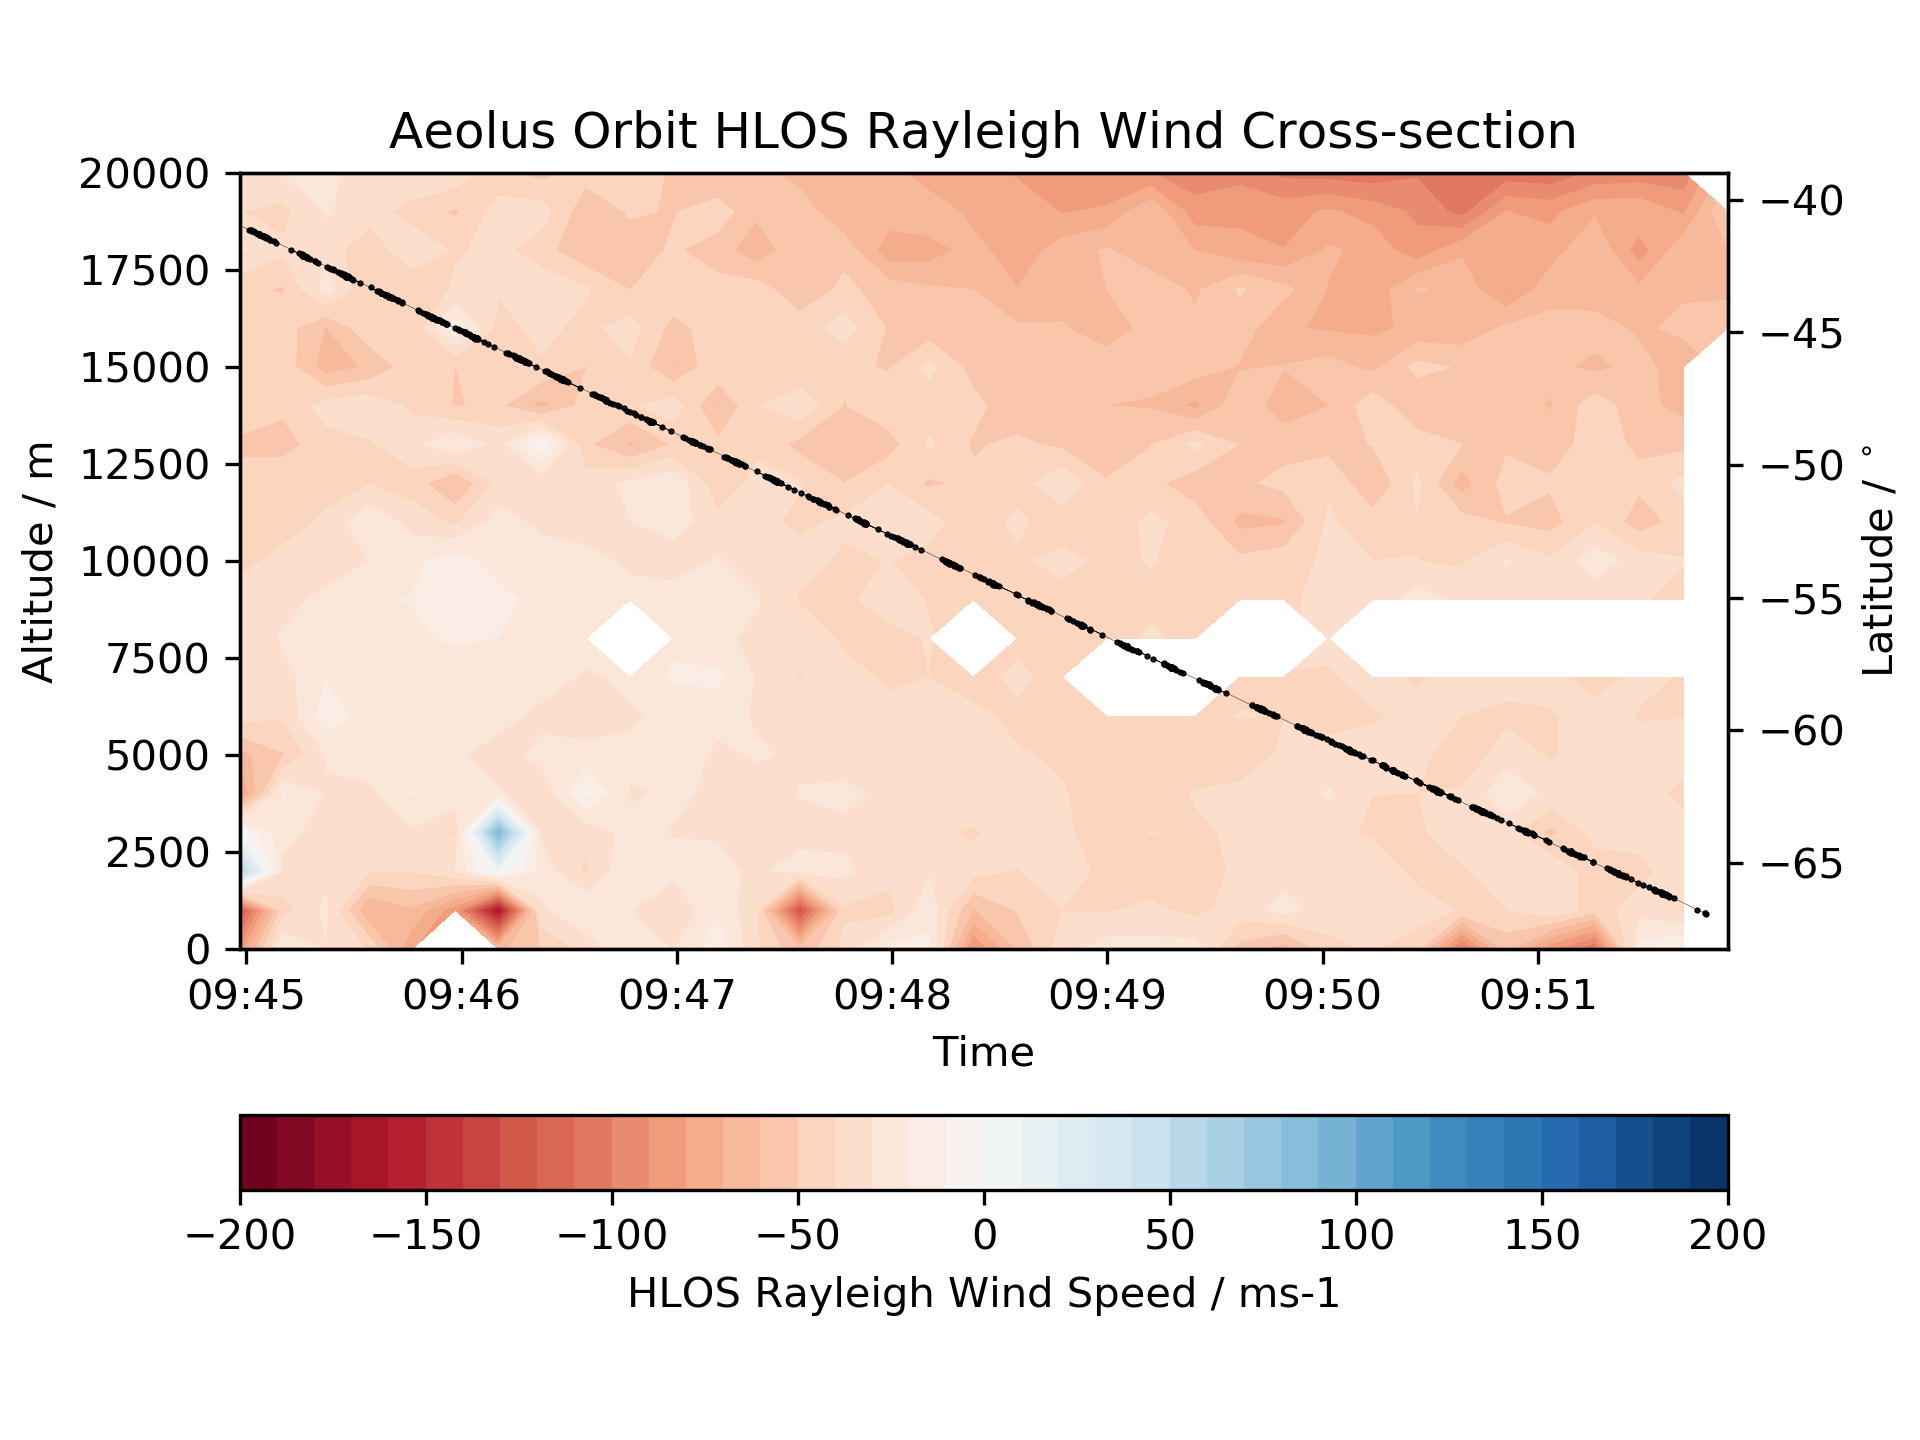 Aeolus Orbit HLOS Rayleigh Wind Cross-section
20000
17500
15000
12500
10000
7500
5000
2500
0
Altitude / m
−40
−45
−50
−55
−60
−65
Latitude / °
09:45 09:46 09:47 09:48 09:49 09:50 09:51
Time
−200 −150 −100 −50 0 50 100 150 200
HLOS Rayleigh Wind Speed / ms-1